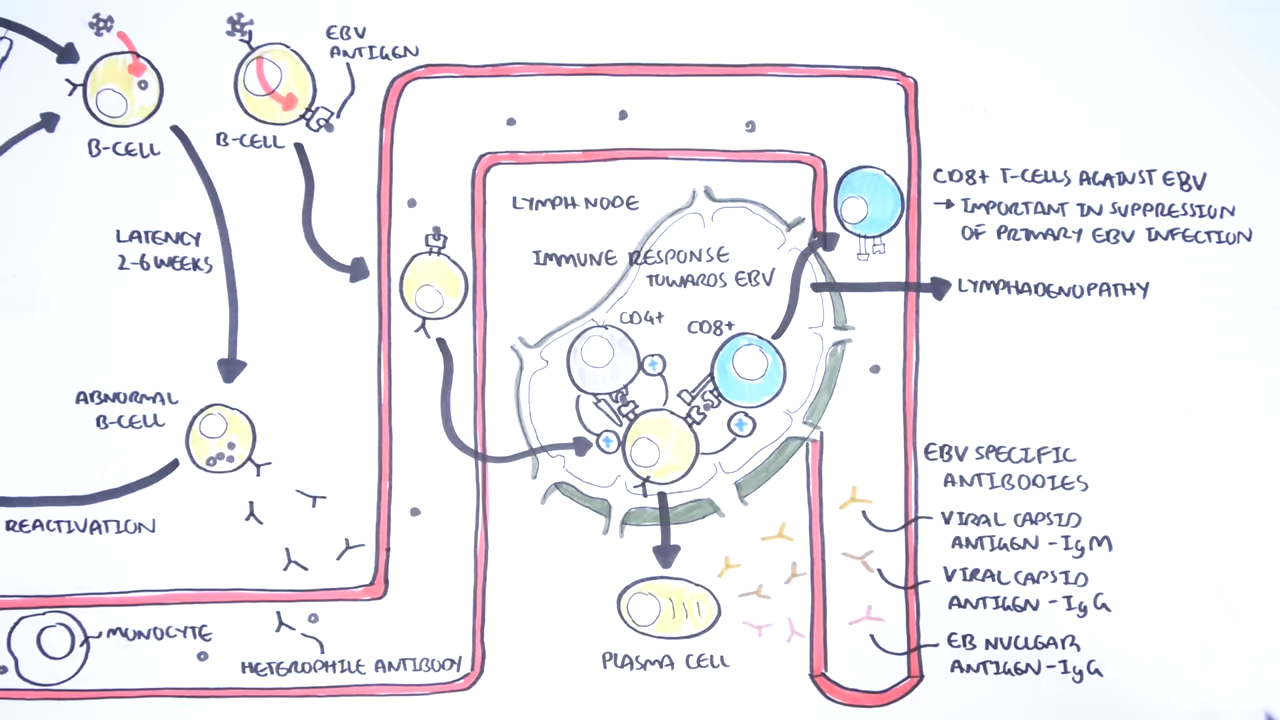 EBV
ANTIGEN
B-CELL
B-CELL
LATENCY
2-6 WEEKS
ABNORMAL
B-CELL
REACTIVATION
MONOCYTE
HETEROPHILE ANTIBODY
LYMPH NODE
IMMUNE RESPONSE
TOWARDS EBV
CD4+
CD8+
+
+
+
PLASMA CELL
CD8+ T-CELLS AGAINST EBV
→ IMPORTANT IN SUPPRESSION
OF PRIMARY EBV INFECTION
LYMPHADENOPATHY
EBV SPECIFIC
ANTIBODIES
VIRAL CAPSID
ANTIGEN - IgM
VIRAL CAPSID
ANTIGEN - IgG
EB NUCLEAR
ANTIGEN - IgG